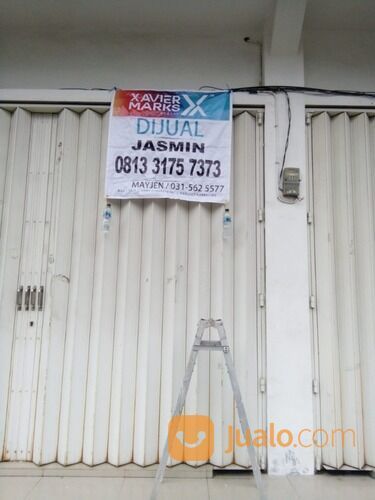 XAVIER
MARKS
DIJUAL
JASMIN
0813 3175 7373
MAYJEN / 031-562 5577
jualo.com